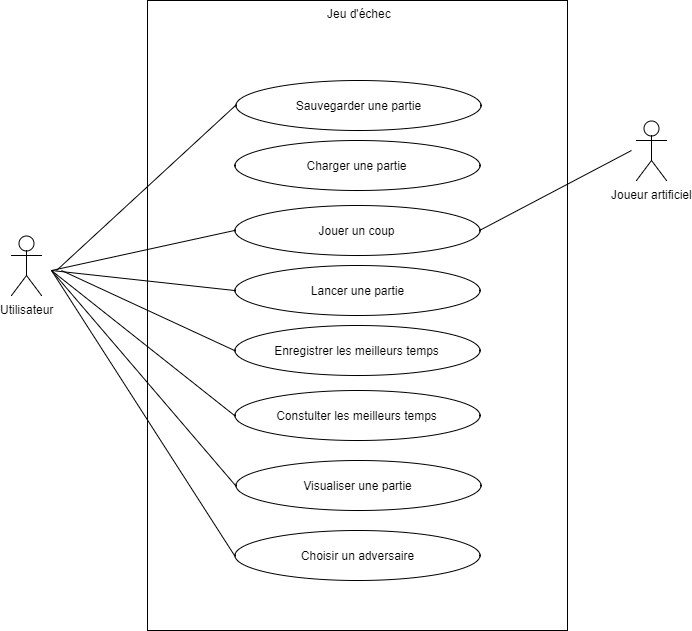 Jeu d'échec
Sauvegarder une partie
Charger une partie
Joueur artificiel
Jouer un coup
Lancer une partie
Utilisateur
Enregistrer les meilleurs temps
Constulter les meilleurs temps
Visualiser une partie
Choisir un adversaire